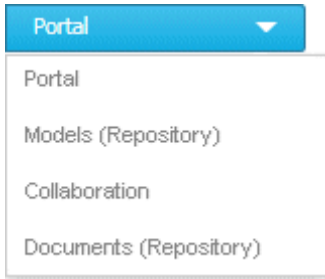 Portal
Portal
Models (Repository)
Collaboration
Documents (Repository)